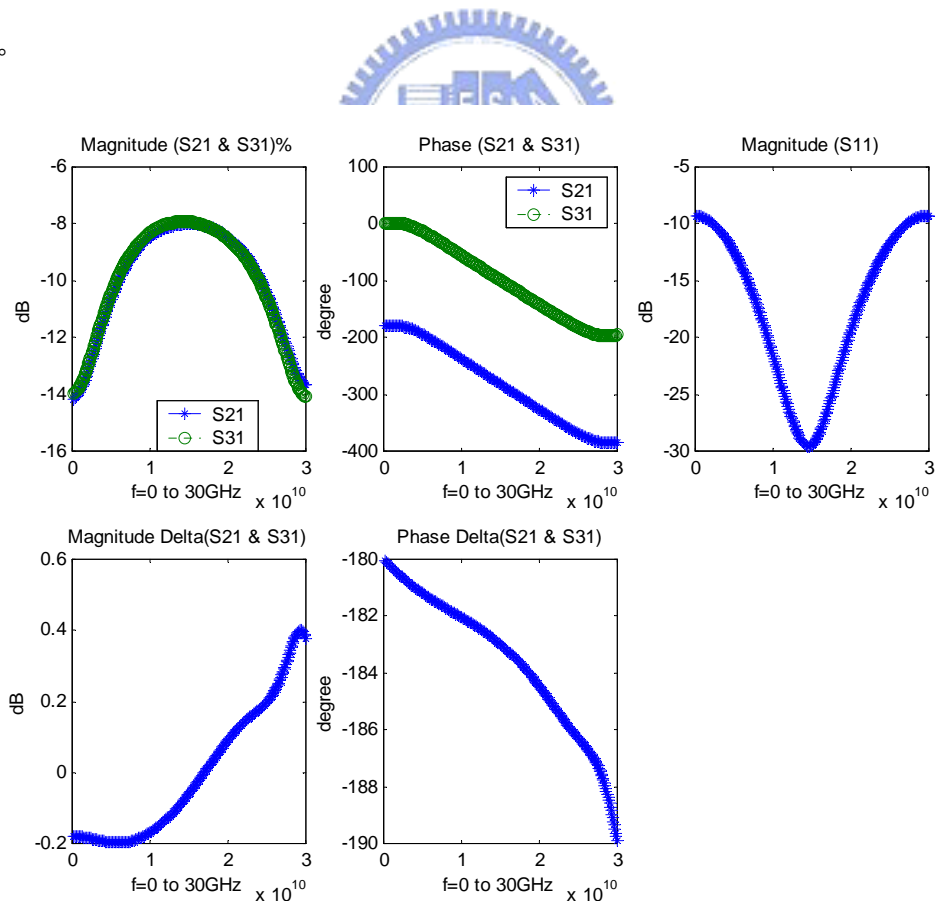 。
Magnitude (S21 & S31)%
-6
-8
-10
-12
-14
-16
dB
S21
S31
0 1 2 3
f=0 to 30GHz
x 10^10
Phase (S21 & S31)
100
0
-100
-200
-300
-400
degree
S21
S31
0 1 2 3
f=0 to 30GHz
x 10^10
Magnitude (S11)
-5
-10
-15
-20
-25
-30
dB
0 1 2 3
f=0 to 30GHz
x 10^10
Magnitude Delta(S21 & S31)
0.6
0.4
0.2
0
-0.2
dB
0 1 2 3
f=0 to 30GHz
x 10^10
Phase Delta(S21 & S31)
-180
-182
-184
-186
-188
-190
degree
0 1 2 3
f=0 to 30GHz
x 10^10